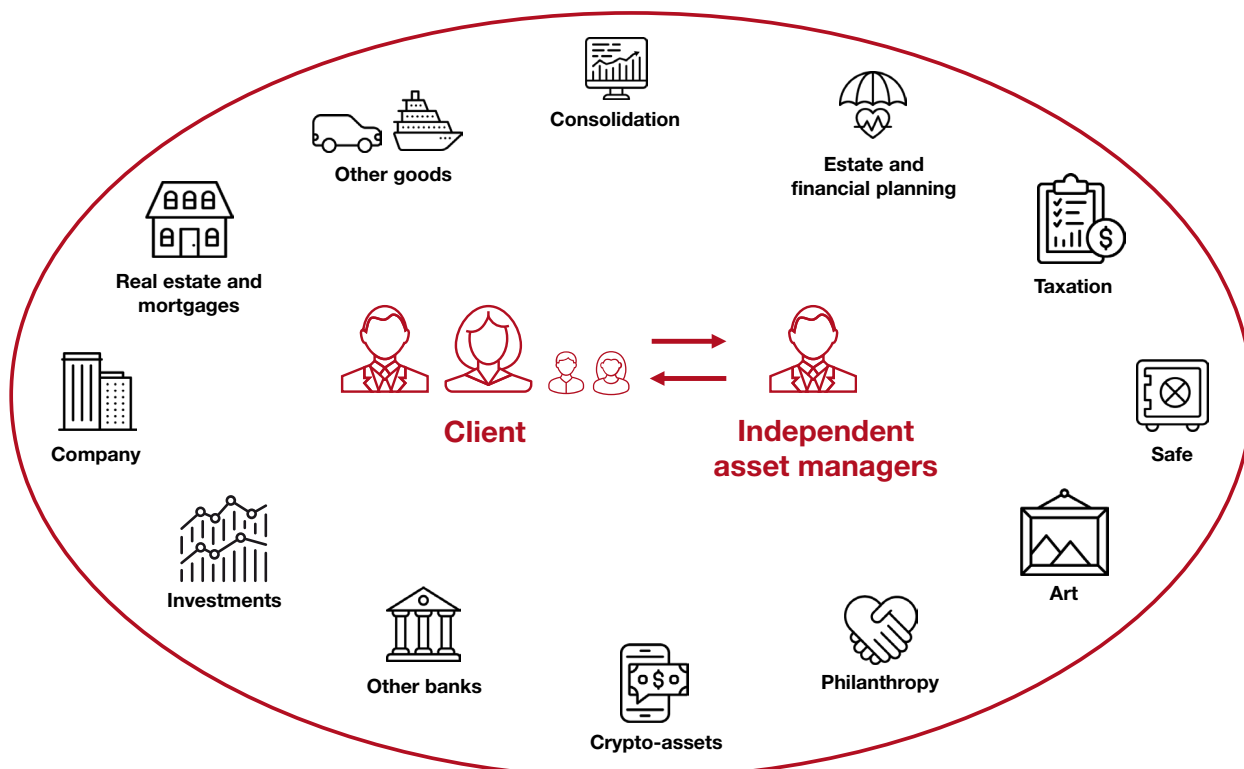 Consolidation
Other goods
Estate and
financial planning
Real estate and
mortgages
Taxation
$
Client
Independent
asset managers
Company
Safe
Investments
Art
Other banks
Philanthropy
$
Crypto-assets